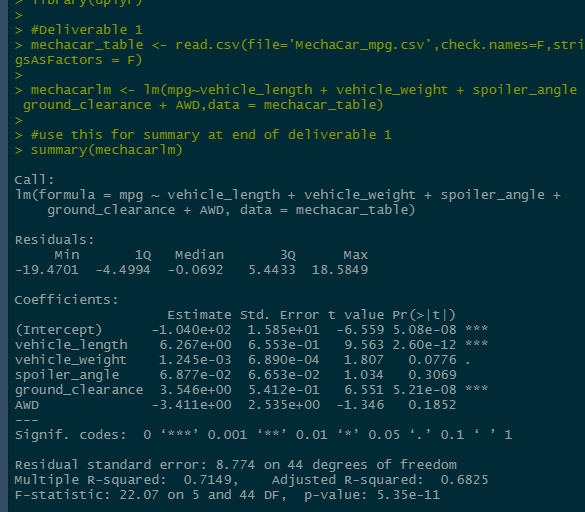 > library(dplyr)
>
> #Deliverable 1
> mechacar_table <- read.csv(file='MechaCar_mpg.csv',check.names=F,stri
gsAsFactors = F)
>
> mechacarlm <- lm(mpg~vehicle_length + vehicle_weight + spoiler_angle
 ground_clearance + AWD,data = mechacar_table)
>
> #use this for summary at end of deliverable 1
> summary(mechacarlm)

Call:
lm(formula = mpg ~ vehicle_length + vehicle_weight + spoiler_angle +
    ground_clearance + AWD, data = mechacar_table)

Residuals:
     Min       1Q   Median       3Q      Max
-19.4701  -4.4994  -0.0692   5.4433  18.5849

Coefficients:
                   Estimate Std. Error t value Pr(>|t|)
(Intercept)      -1.040e+02  1.585e+01  -6.559 5.08e-08 ***
vehicle_length    6.267e+00  6.553e-01   9.563 2.60e-12 ***
vehicle_weight    1.245e-03  6.890e-04   1.807   0.0776 .
spoiler_angle     6.877e-02  6.653e-02   1.034   0.3069
ground_clearance  3.546e+00  5.412e-01   6.551 5.21e-08 ***
AWD              -3.411e+00  2.535e+00  -1.346   0.1852
---
Signif. codes:  0 ‘***’ 0.001 ‘**’ 0.01 ‘*’ 0.05 ‘.’ 0.1 ‘ ’ 1

Residual standard error: 8.774 on 44 degrees of freedom
Multiple R-squared:  0.7149,    Adjusted R-squared:  0.6825
F-statistic: 22.07 on 5 and 44 DF,  p-value: 5.35e-11